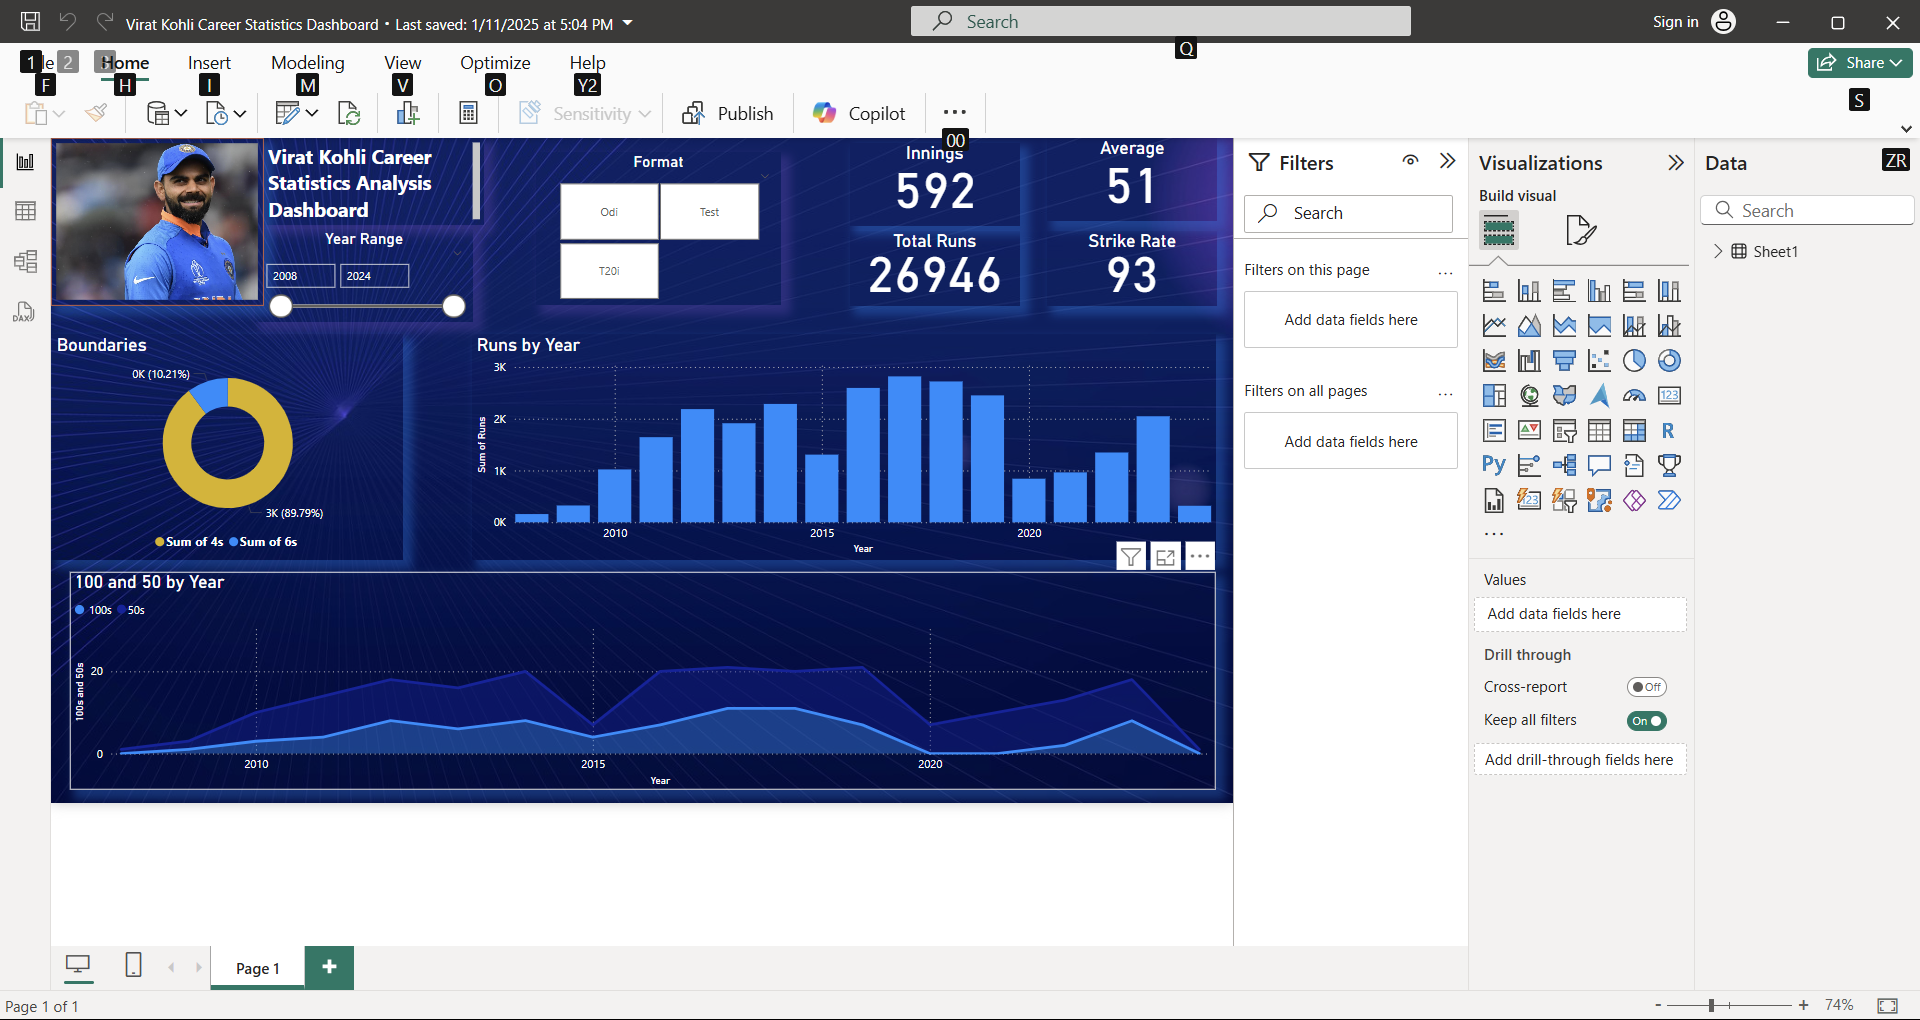 Virat Kohli Career Statistics Dashboard • Last saved: 1/11/2025 at 5:04 PM
Search
Sign in
1 le 2 3 Home Insert Modeling View Optimize Help
Q
Share
F H I M V O Y2
S
Sensitivity
Publish
Copilot
...
00
Virat Kohli Career
Statistics Analysis
Dashboard
Year Range
2008 2024
Format
Odi Test
T20i
Innings
592
Average
51
Total Runs
26946
Strike Rate
93
Boundaries
0K (10.21%)
3K (89.79%)
Sum of 4s Sum of 6s
Runs by Year
Sum of Runs
3K
2K
1K
0K
2010 2015 2020
Year
100 and 50 by Year
100s 50s
100s and 50s
20
0
2010 2015 2020
Year
Filters
Search
Filters on this page ...
Add data fields here
Filters on all pages ...
Add data fields here
Visualizations
Build visual
123
R
Py
123
...
Values
Add data fields here
Drill through
Cross-report Off
Keep all filters On
Add drill-through fields here
Data
ZR
Search
Sheet1
DAX
Page 1
+
Page 1 of 1
- + 74%